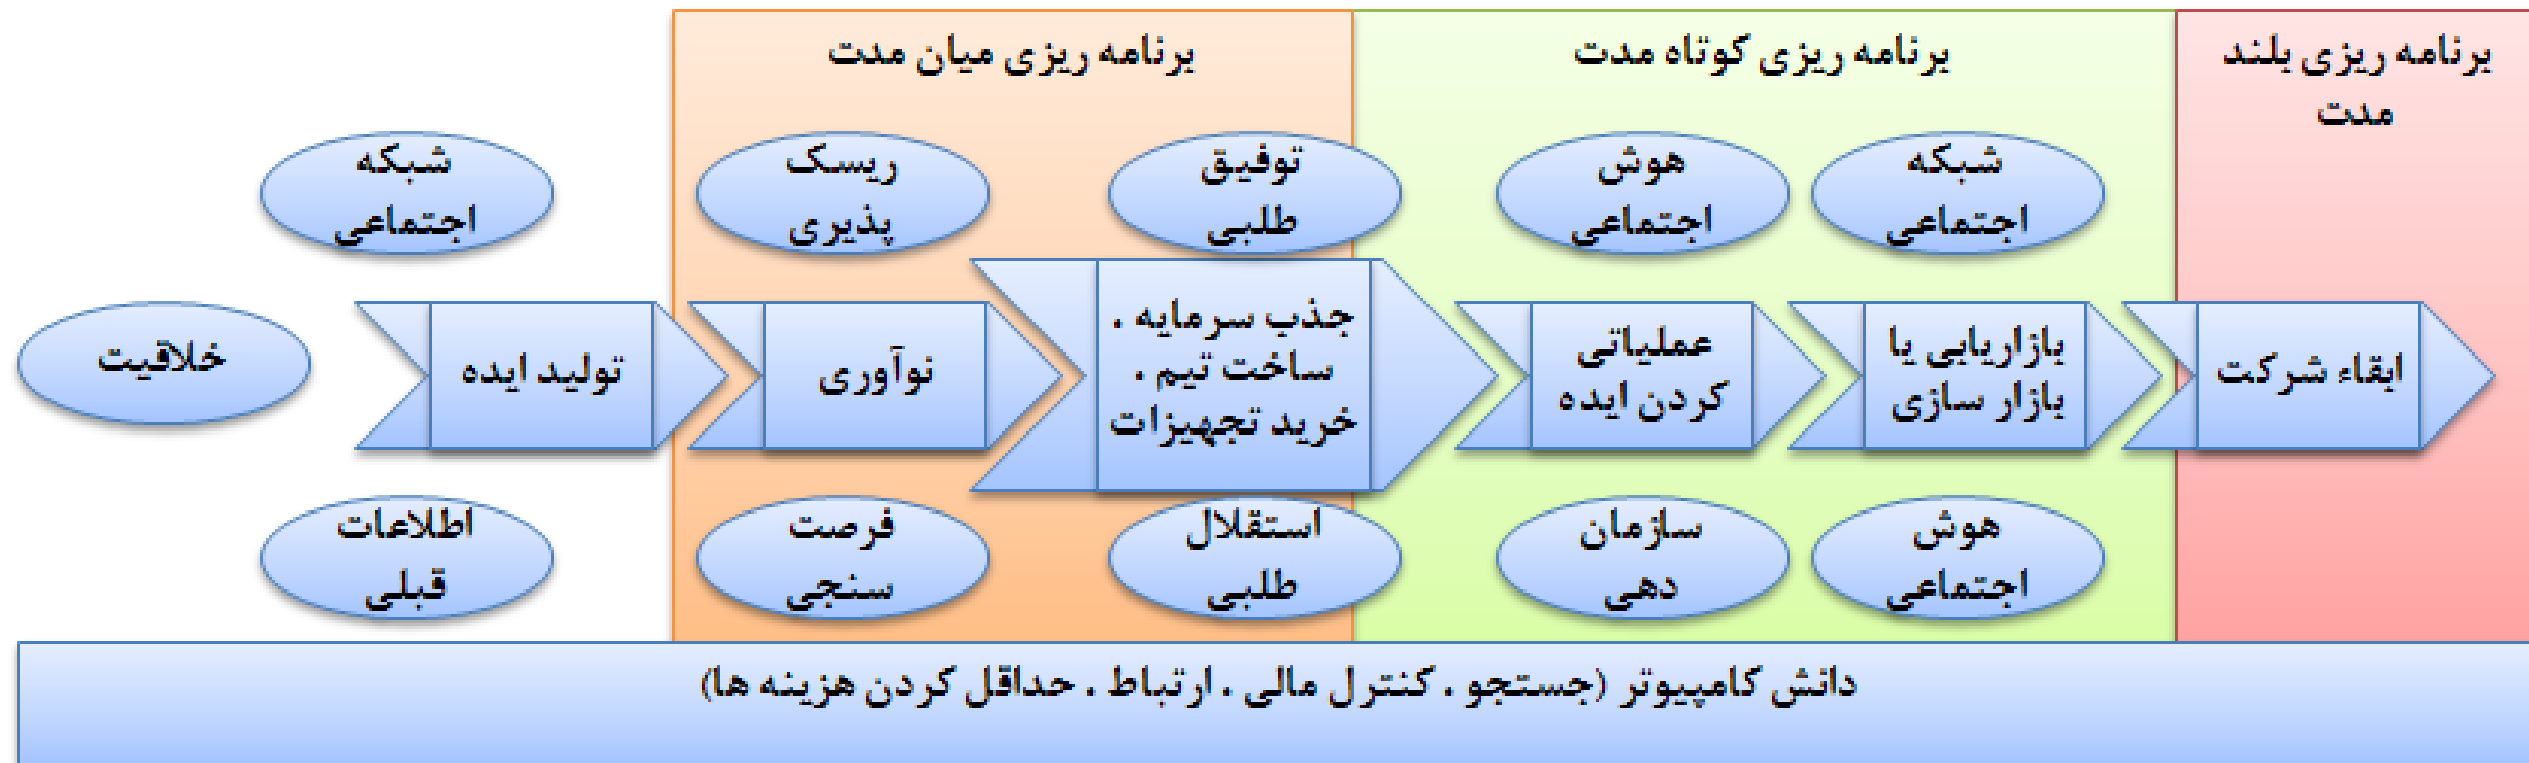 برنامه ریزی میان مدت
برنامه ریزی کوتاه مدت
برنامه ریزی بلند
مدت
شبکه
اجتماعی
ریسک
پذیری
توفیق
طلبی
هوش
اجتماعی
شبکه
اجتماعی
خلاقیت
تولید ایده
نوآوری
جذب سرمایه .
ساخت تیم .
خرید تجهیزات
عملیاتی
کردن ایده
بازاریابی یا
بازار سازی
ابقاء شرکت
اطلاعات
قبلی
فرصت
سنجی
استقلال
طلبی
سازمان
دهی
هوش
اجتماعی
دانش کامپیوتر (جستجو . کنترل مالی . ارتباط . حداقل کردن هزینه ها)